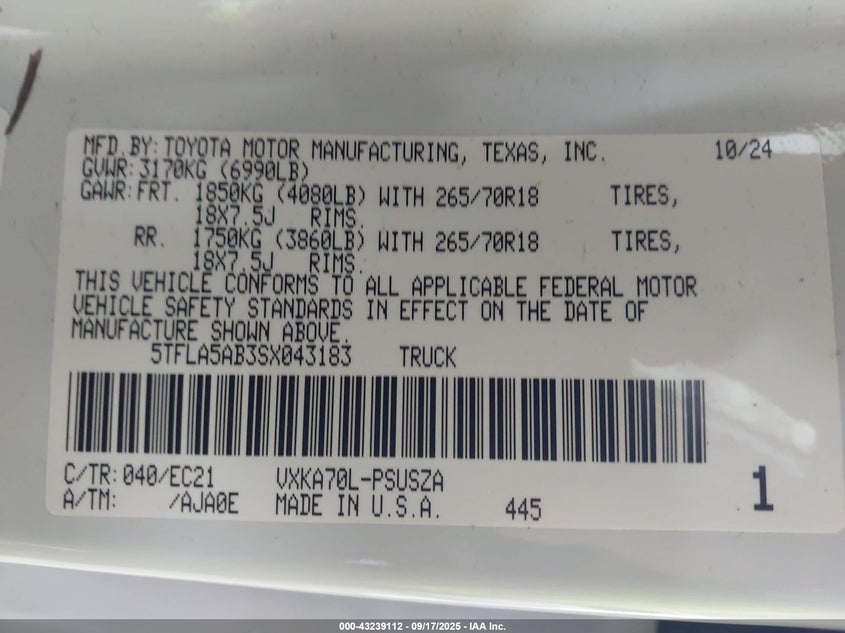 MFD. BY: TOYOTA MOTOR MANUFACTURING, TEXAS, INC. 10/24
GVWR: 3170KG (6990LB)
GAWR: FRT. 1850KG (4080LB) WITH 265/70R18 TIRES,
18X7.5J RIMS.
RR. 1750KG (3860LB) WITH 265/70R18 TIRES,
18X7.5J RIMS.
THIS VEHICLE CONFORMS TO ALL APPLICABLE FEDERAL MOTOR
VEHICLE SAFETY STANDARDS IN EFFECT ON THE DATE OF
MANUFACTURE SHOWN ABOVE.
5TFLA5AB3SX043183 TRUCK
C/TR: 040/EC21 VXKA70L-PSUSZA
A/TM: /AJA0E MADE IN U.S.A. 445 1
000-43239112 - 09/17/2025 - IAA Inc.